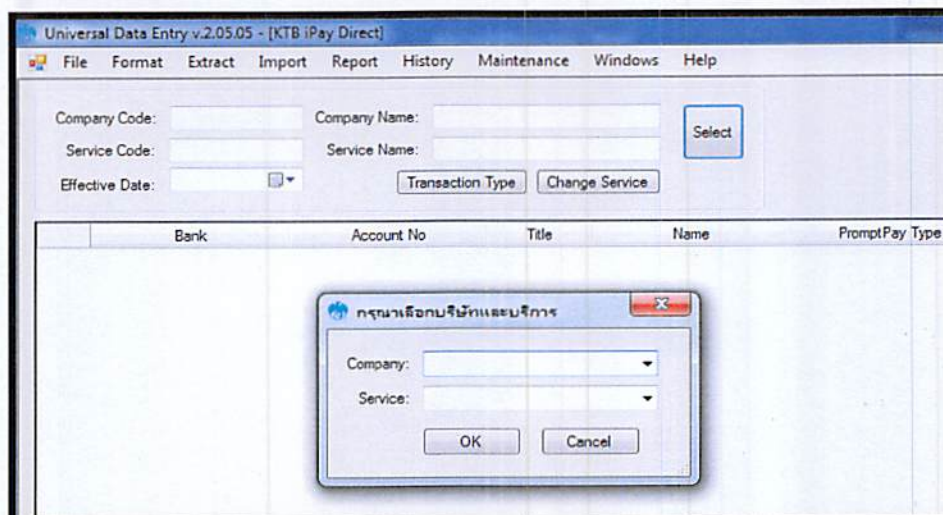 Universal Data Entry v.2.05.05 - [KTB iPay Direct]
File Format Extract Import Report History Maintenance Windows Help
Company Code: Company Name:
Select
Service Code: Service Name:
Effective Date: Transaction Type Change Service
Bank Account No Title Name PromptPay Type
กรุณาเลือกบริษัทและบริการ
Company:
Service:
OK Cancel